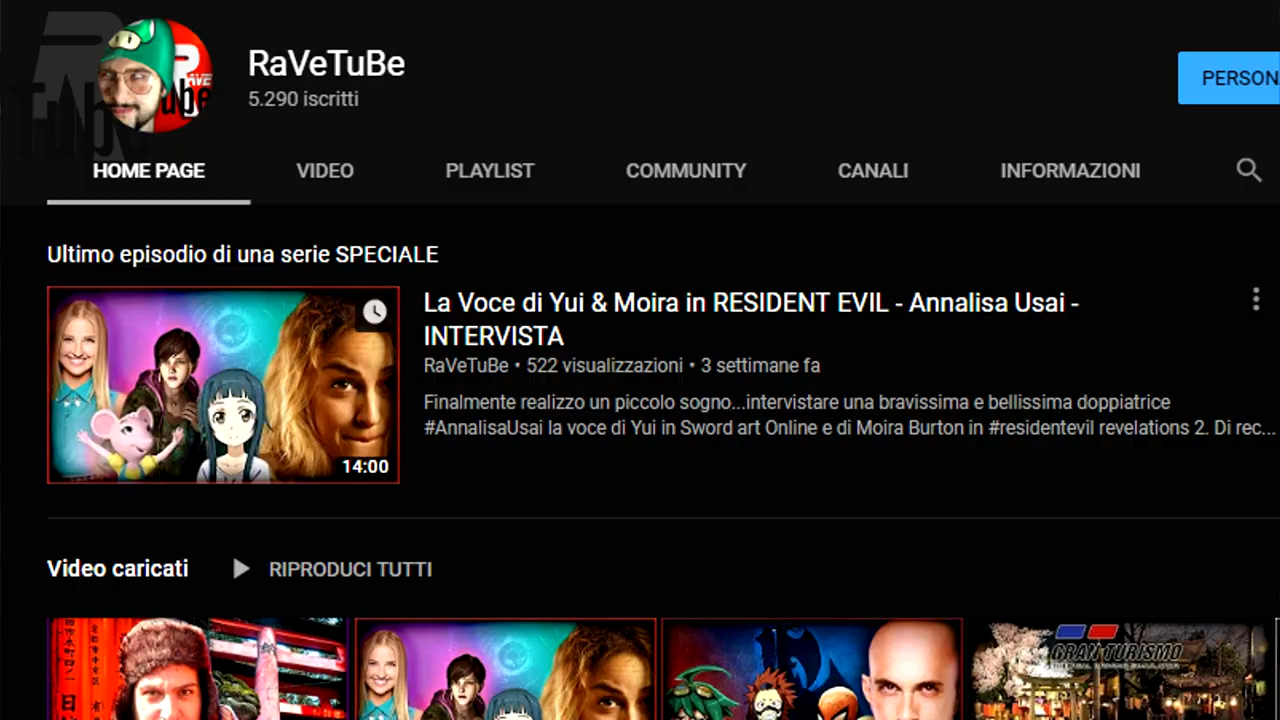 RaVeTuBe
5.290 iscritti
PERSON
HOME PAGE VIDEO PLAYLIST COMMUNITY CANALI INFORMAZIONI
Ultimo episodio di una serie SPECIALE
La Voce di Yui & Moira in RESIDENT EVIL - Annalisa Usai -
INTERVISTA
RaVeTuBe • 522 visualizzazioni • 3 settimane fa
Finalmente realizzo un piccolo sogno...intervistare una bravissima e bellissima doppiatrice
#AnnalisaUsai la voce di Yui in Sword art Online e di Moira Burton in #residentevil revelations 2. Di rec...
14:00
Video caricati RIPRODUCI TUTTI
GRAN TURISMO